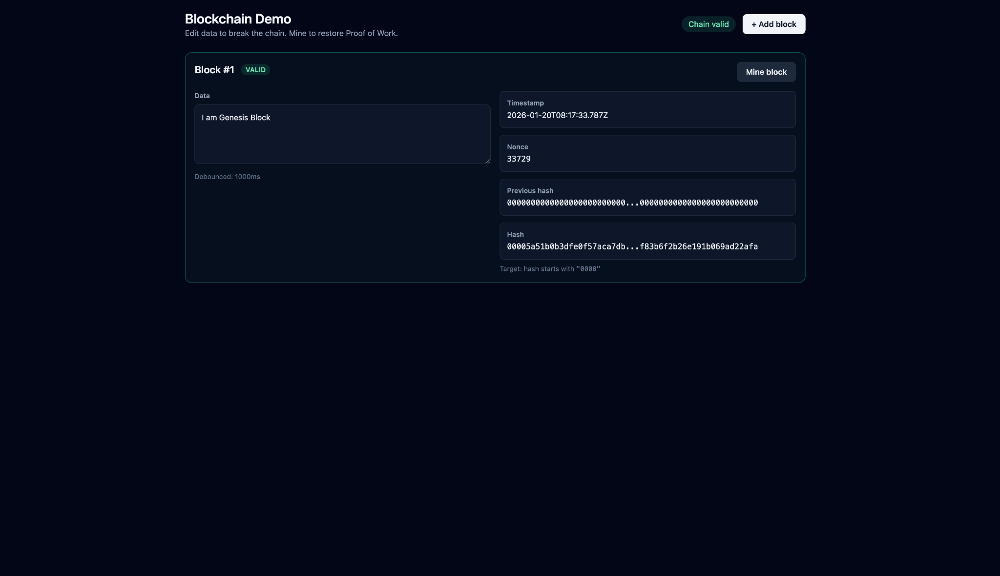 Blockchain Demo
Edit data to break the chain. Mine to restore Proof of Work.
Chain valid
+ Add block
Block #1 VALID
Mine block
Data
I am Genesis Block
Debounced: 1000ms
Timestamp
2026-01-20T08:17:33.787Z
Nonce
33729
Previous hash
0000000000000000000000000...0000000000000000000000000
Hash
00005a51b0b3dfe0f57aca7db...f83b6f2b26e191b069ad22afa
Target: hash starts with "0000"